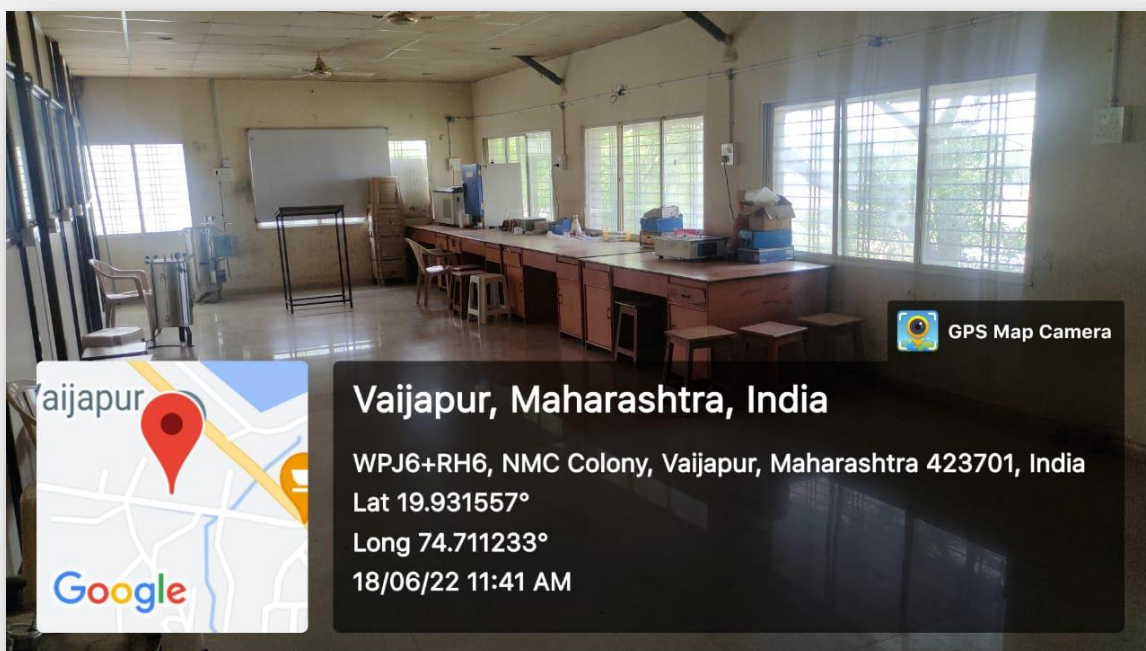 GPS Map Camera
Vaijapur, Maharashtra, India
WPJ6+RH6, NMC Colony, Vaijapur, Maharashtra 423701, India
Lat 19.931557°
Long 74.711233°
18/06/22 11:41 AM
aijapur
Google